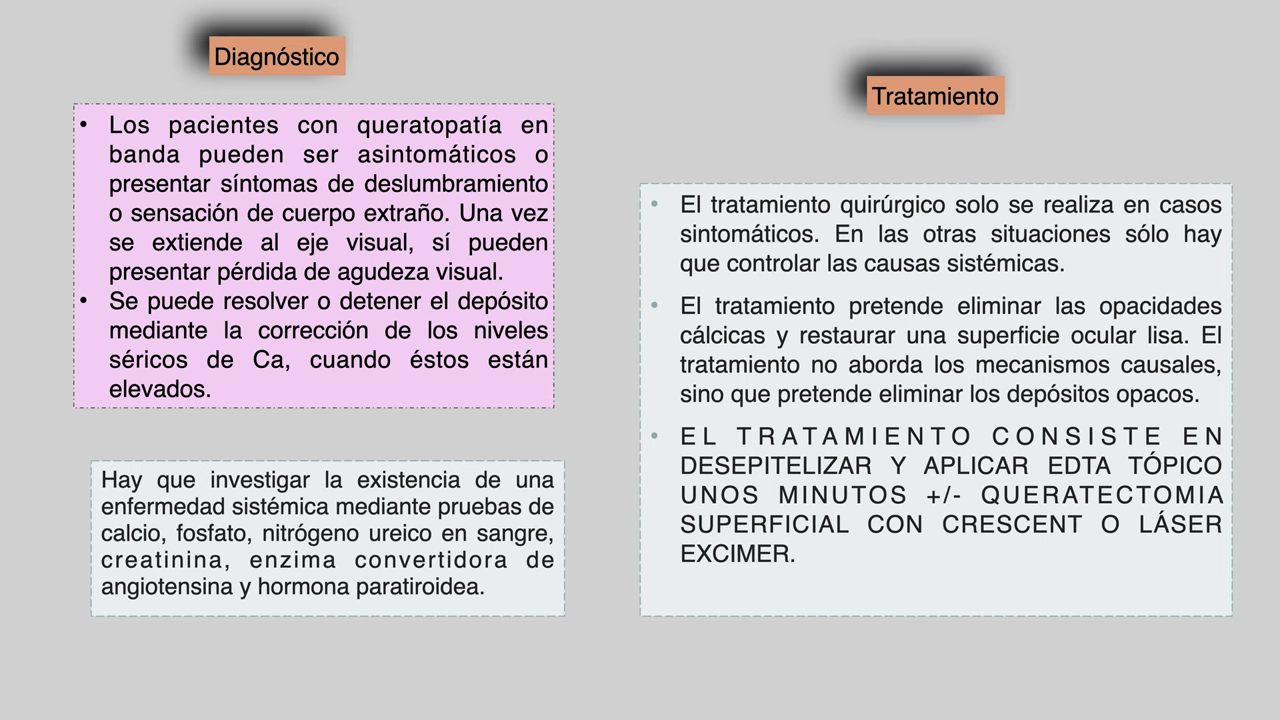 Diagnóstico
• Los pacientes con queratopatía en
banda pueden ser asintomáticos o
presentar síntomas de deslumbramiento
o sensación de cuerpo extraño. Una vez
se extiende al eje visual, sí pueden
presentar pérdida de agudeza visual.
• Se puede resolver o detener el depósito
mediante la corrección de los niveles
séricos de Ca, cuando éstos están
elevados.
Hay que investigar la existencia de una
enfermedad sistémica mediante pruebas de
calcio, fosfato, nitrógeno ureico en sangre,
creatinina, enzima convertidora de
angiotensina y hormona paratiroidea.
Tratamiento
• El tratamiento quirúrgico solo se realiza en casos
sintomáticos. En las otras situaciones sólo hay
que controlar las causas sistémicas.
• El tratamiento pretende eliminar las opacidades
cálcicas y restaurar una superficie ocular lisa. El
tratamiento no aborda los mecanismos causales,
sino que pretende eliminar los depósitos opacos.
• EL TRATAMIENTO CONSISTE EN
DESEPITELIZAR Y APLICAR EDTA TÓPICO
UNOS MINUTOS +/- QUERATECTOMIA
SUPERFICIAL CON CRESCENT O LÁSER
EXCIMER.